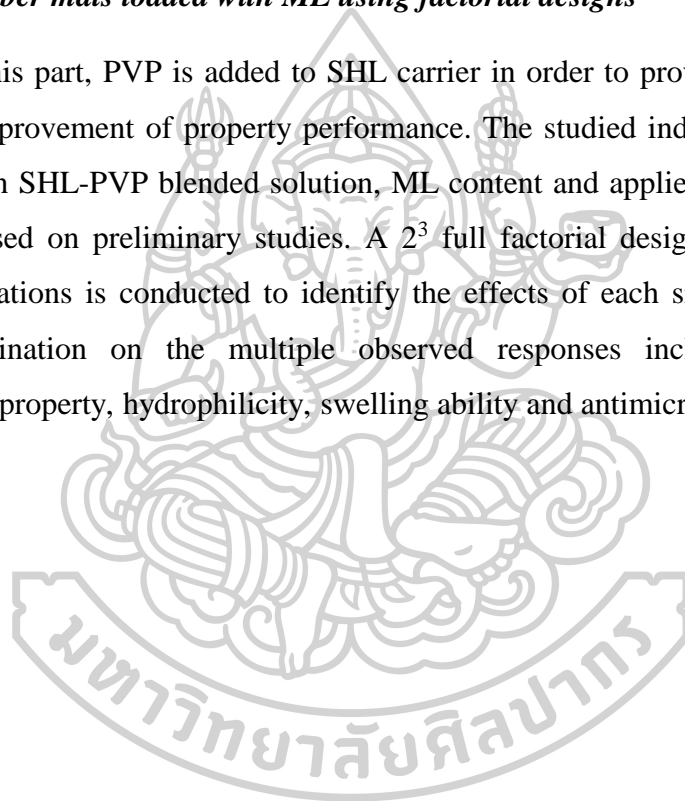 ber mats loaded with ML using factorial designs
his part, PVP is added to SHL carrier in order to prov
provement of property performance. The studied ind
n SHL-PVP blended solution, ML content and applie
sed on preliminary studies. A 2³ full factorial desig
ations is conducted to identify the effects of each s
ination on the multiple observed responses incl
property, hydrophilicity, swelling ability and antimicr
มหาวิทยาลัยศิลปากร